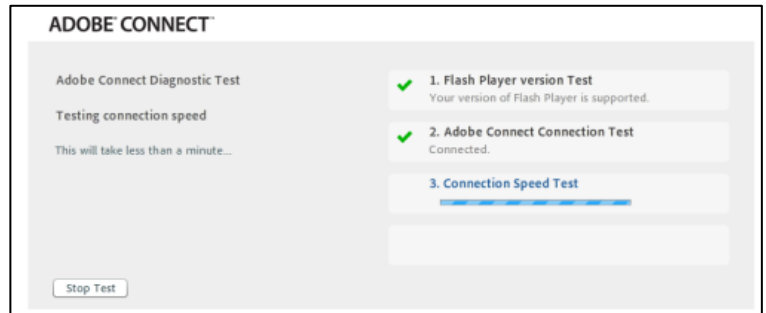 ADOBE® CONNECT™
Adobe Connect Diagnostic Test
Testing connection speed
This will take less than a minute...
Stop Test
1. Flash Player version Test
Your version of Flash Player is supported.
2. Adobe Connect Connection Test
Connected.
3. Connection Speed Test